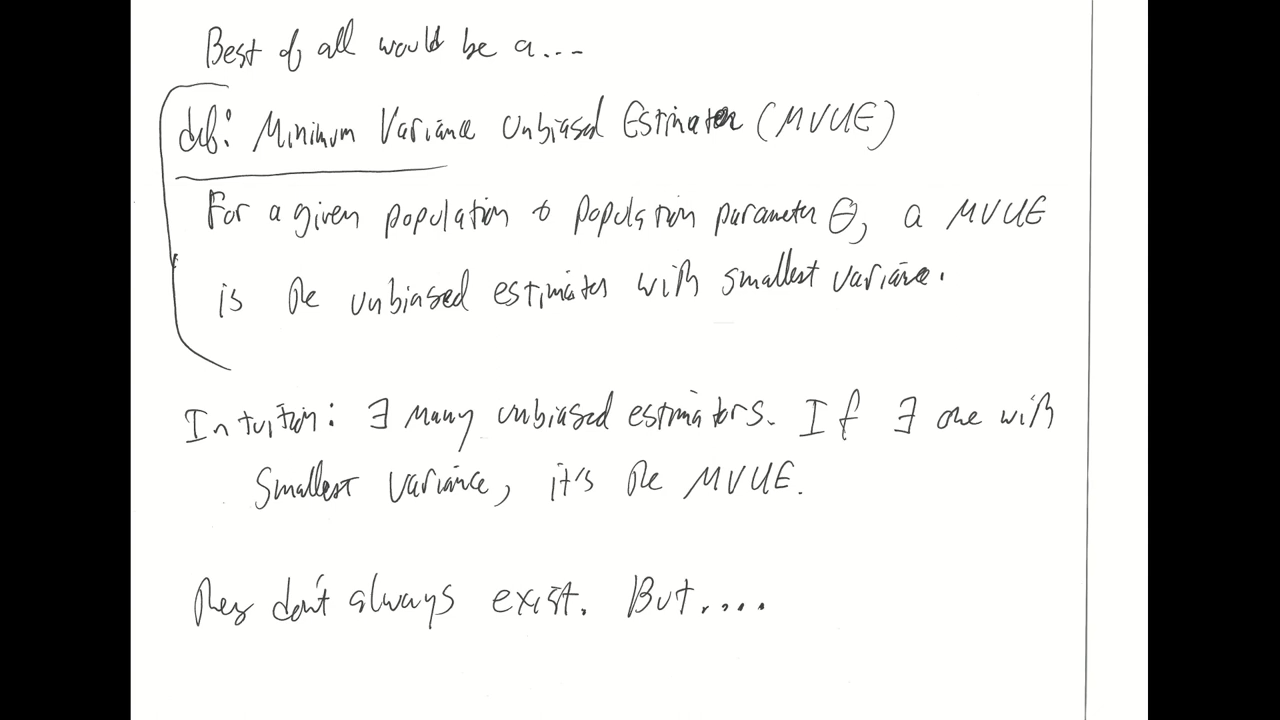 Best of all would be a...
def: Minimum Variance Unbiased Estimator (MVUE)
For a given population & population parameter θ, a MVUE
is the unbiased estimator with smallest variance.
Intuition: ∃ many unbiased estimators. If ∃ one with
smallest variance, it's the MVUE.
They don't always exist. But....